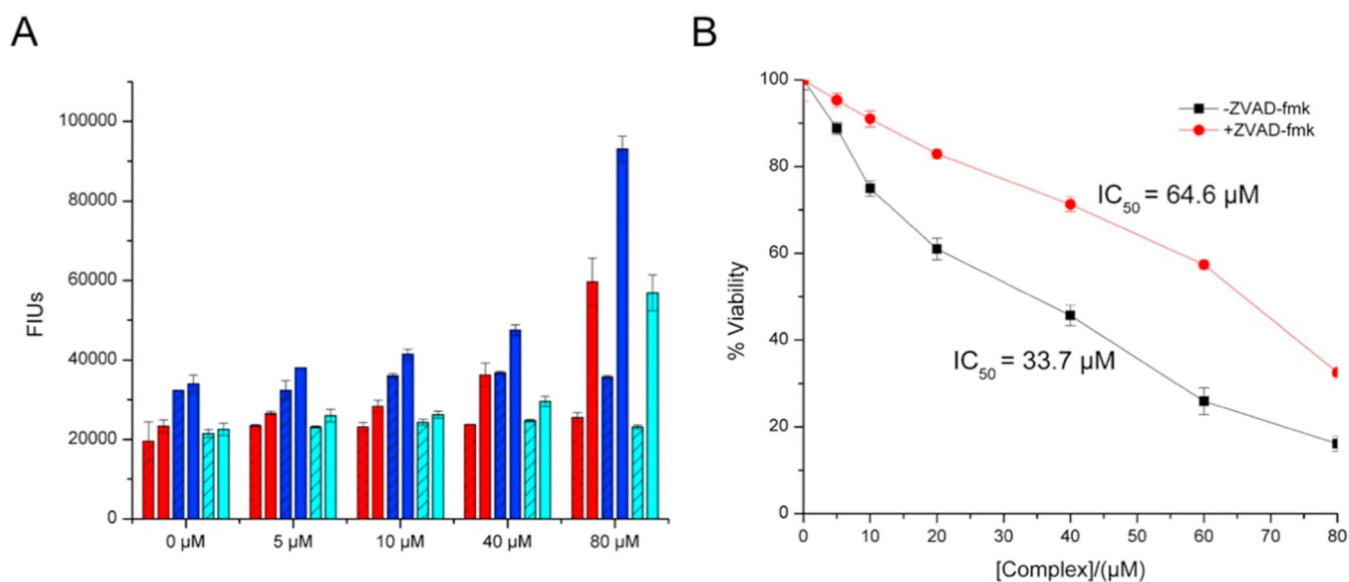 A
FIUs
100000
80000
60000
40000
20000
0
0 µM
5 µM
10 µM
40 µM
80 µM
B
% Viability
100
80
60
40
20
0
-ZVAD-fmk
+ZVAD-fmk
IC50 = 64.6 µM
IC50 = 33.7 µM
0
10
20
30
40
50
60
70
80
[Complex]/(µM)